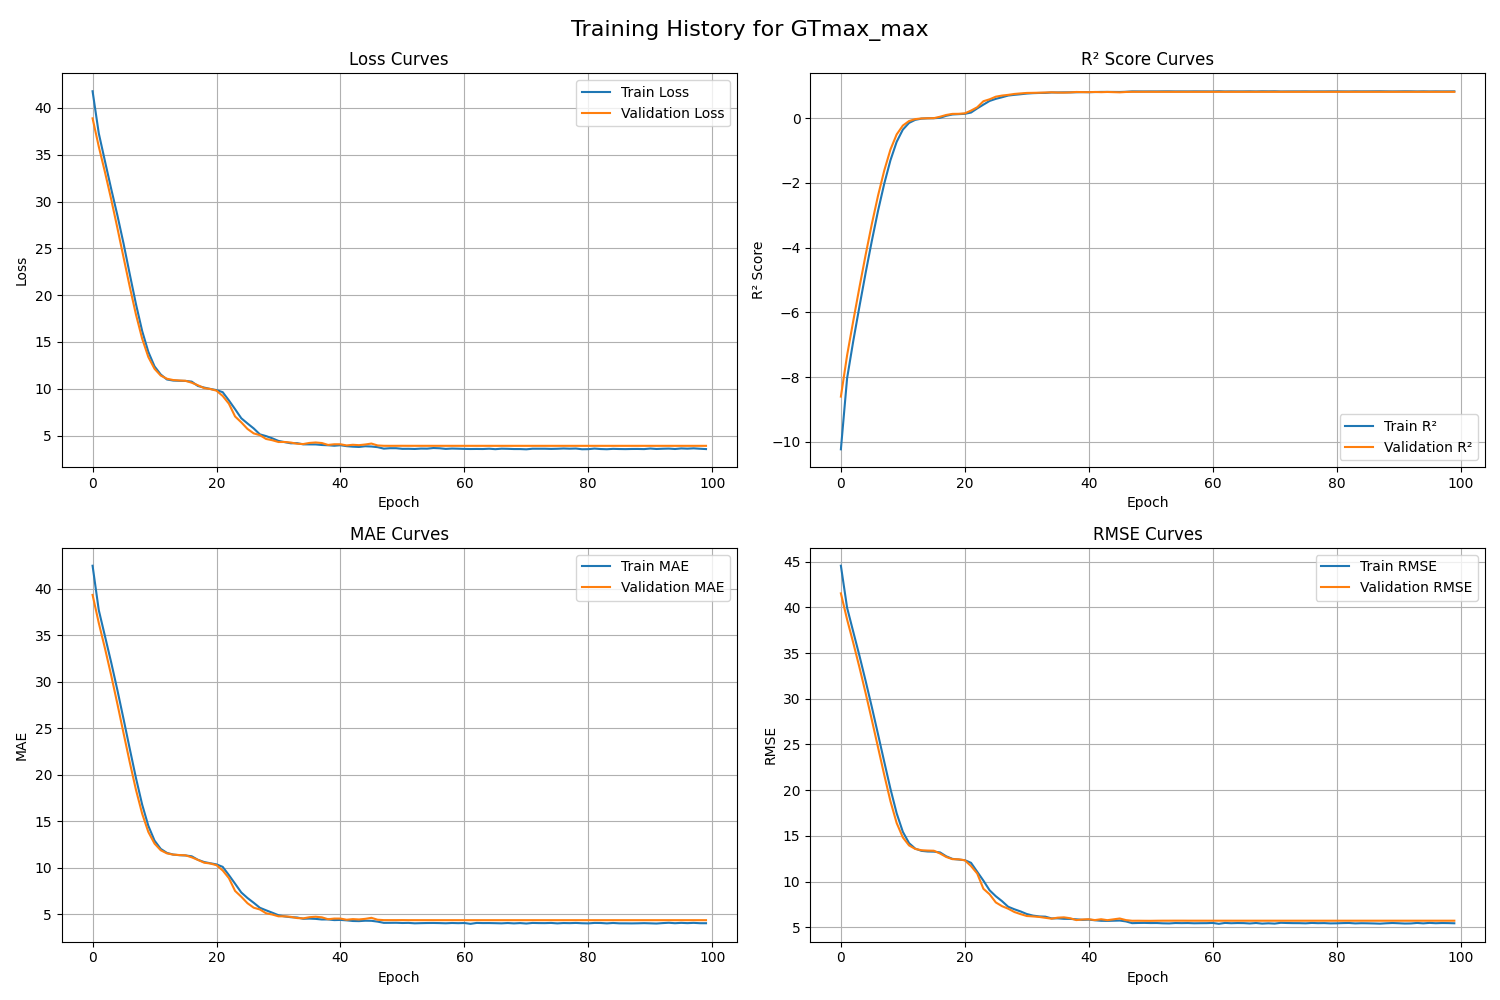 Training History for GTmax_max
Loss Curves
Train Loss
Validation Loss
40
35
30
25
20
15
10
5
Loss
0 20 40 60 80 100
Epoch
R² Score Curves
0
−2
−4
−6
−8
−10
R² Score
Train R²
Validation R²
0 20 40 60 80 100
Epoch
MAE Curves
Train MAE
Validation MAE
40
35
30
25
20
15
10
5
MAE
0 20 40 60 80 100
Epoch
RMSE Curves
Train RMSE
Validation RMSE
45
40
35
30
25
20
15
10
5
RMSE
0 20 40 60 80 100
Epoch